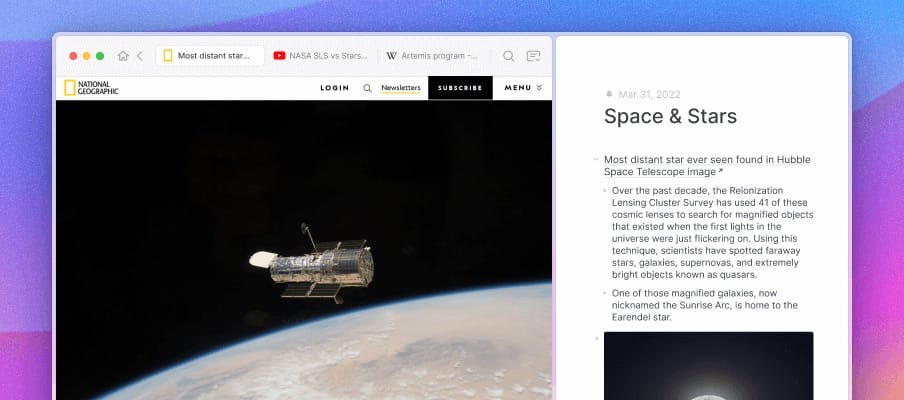 Most distant star...
NASA SLS vs Stars...
Artemis program -...
NATIONAL
GEOGRAPHIC
LOGIN
Newsletters
SUBSCRIBE
MENU
Mar 31, 2022
Space & Stars
Most distant star ever seen found in Hubble
Space Telescope image
Over the past decade, the Reionization
Lensing Cluster Survey has used 41 of these
cosmic lenses to search for magnified objects
that existed when the first lights in the
universe were just flickering on. Using this
technique, scientists have spotted faraway
stars, galaxies, supernovas, and extremely
bright objects known as quasars.
One of those magnified galaxies, now
nicknamed the Sunrise Arc, is home to the
Earendel star.